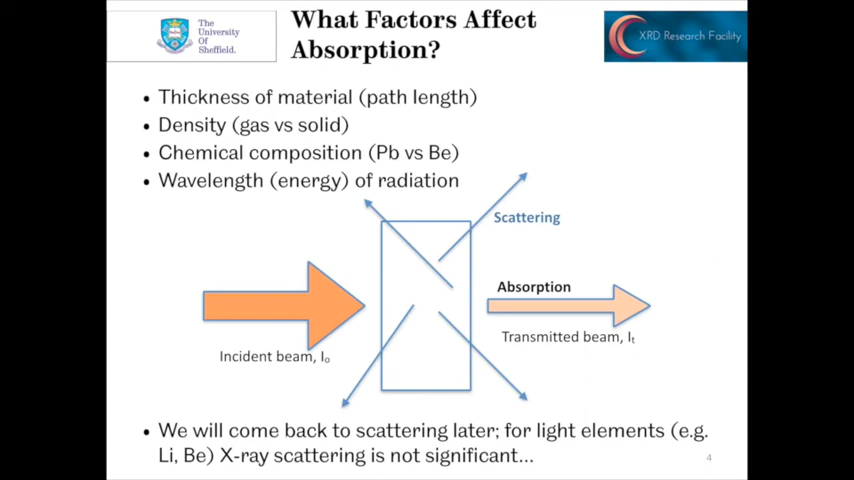 The
University
Of
Sheffield.
What Factors Affect
Absorption?
XRD Research Facility
• Thickness of material (path length)
• Density (gas vs solid)
• Chemical composition (Pb vs Be)
• Wavelength (energy) of radiation
Scattering
Absorption
Incident beam, Io
Transmitted beam, It
• We will come back to scattering later; for light elements (e.g.
Li, Be) X-ray scattering is not significant...
4